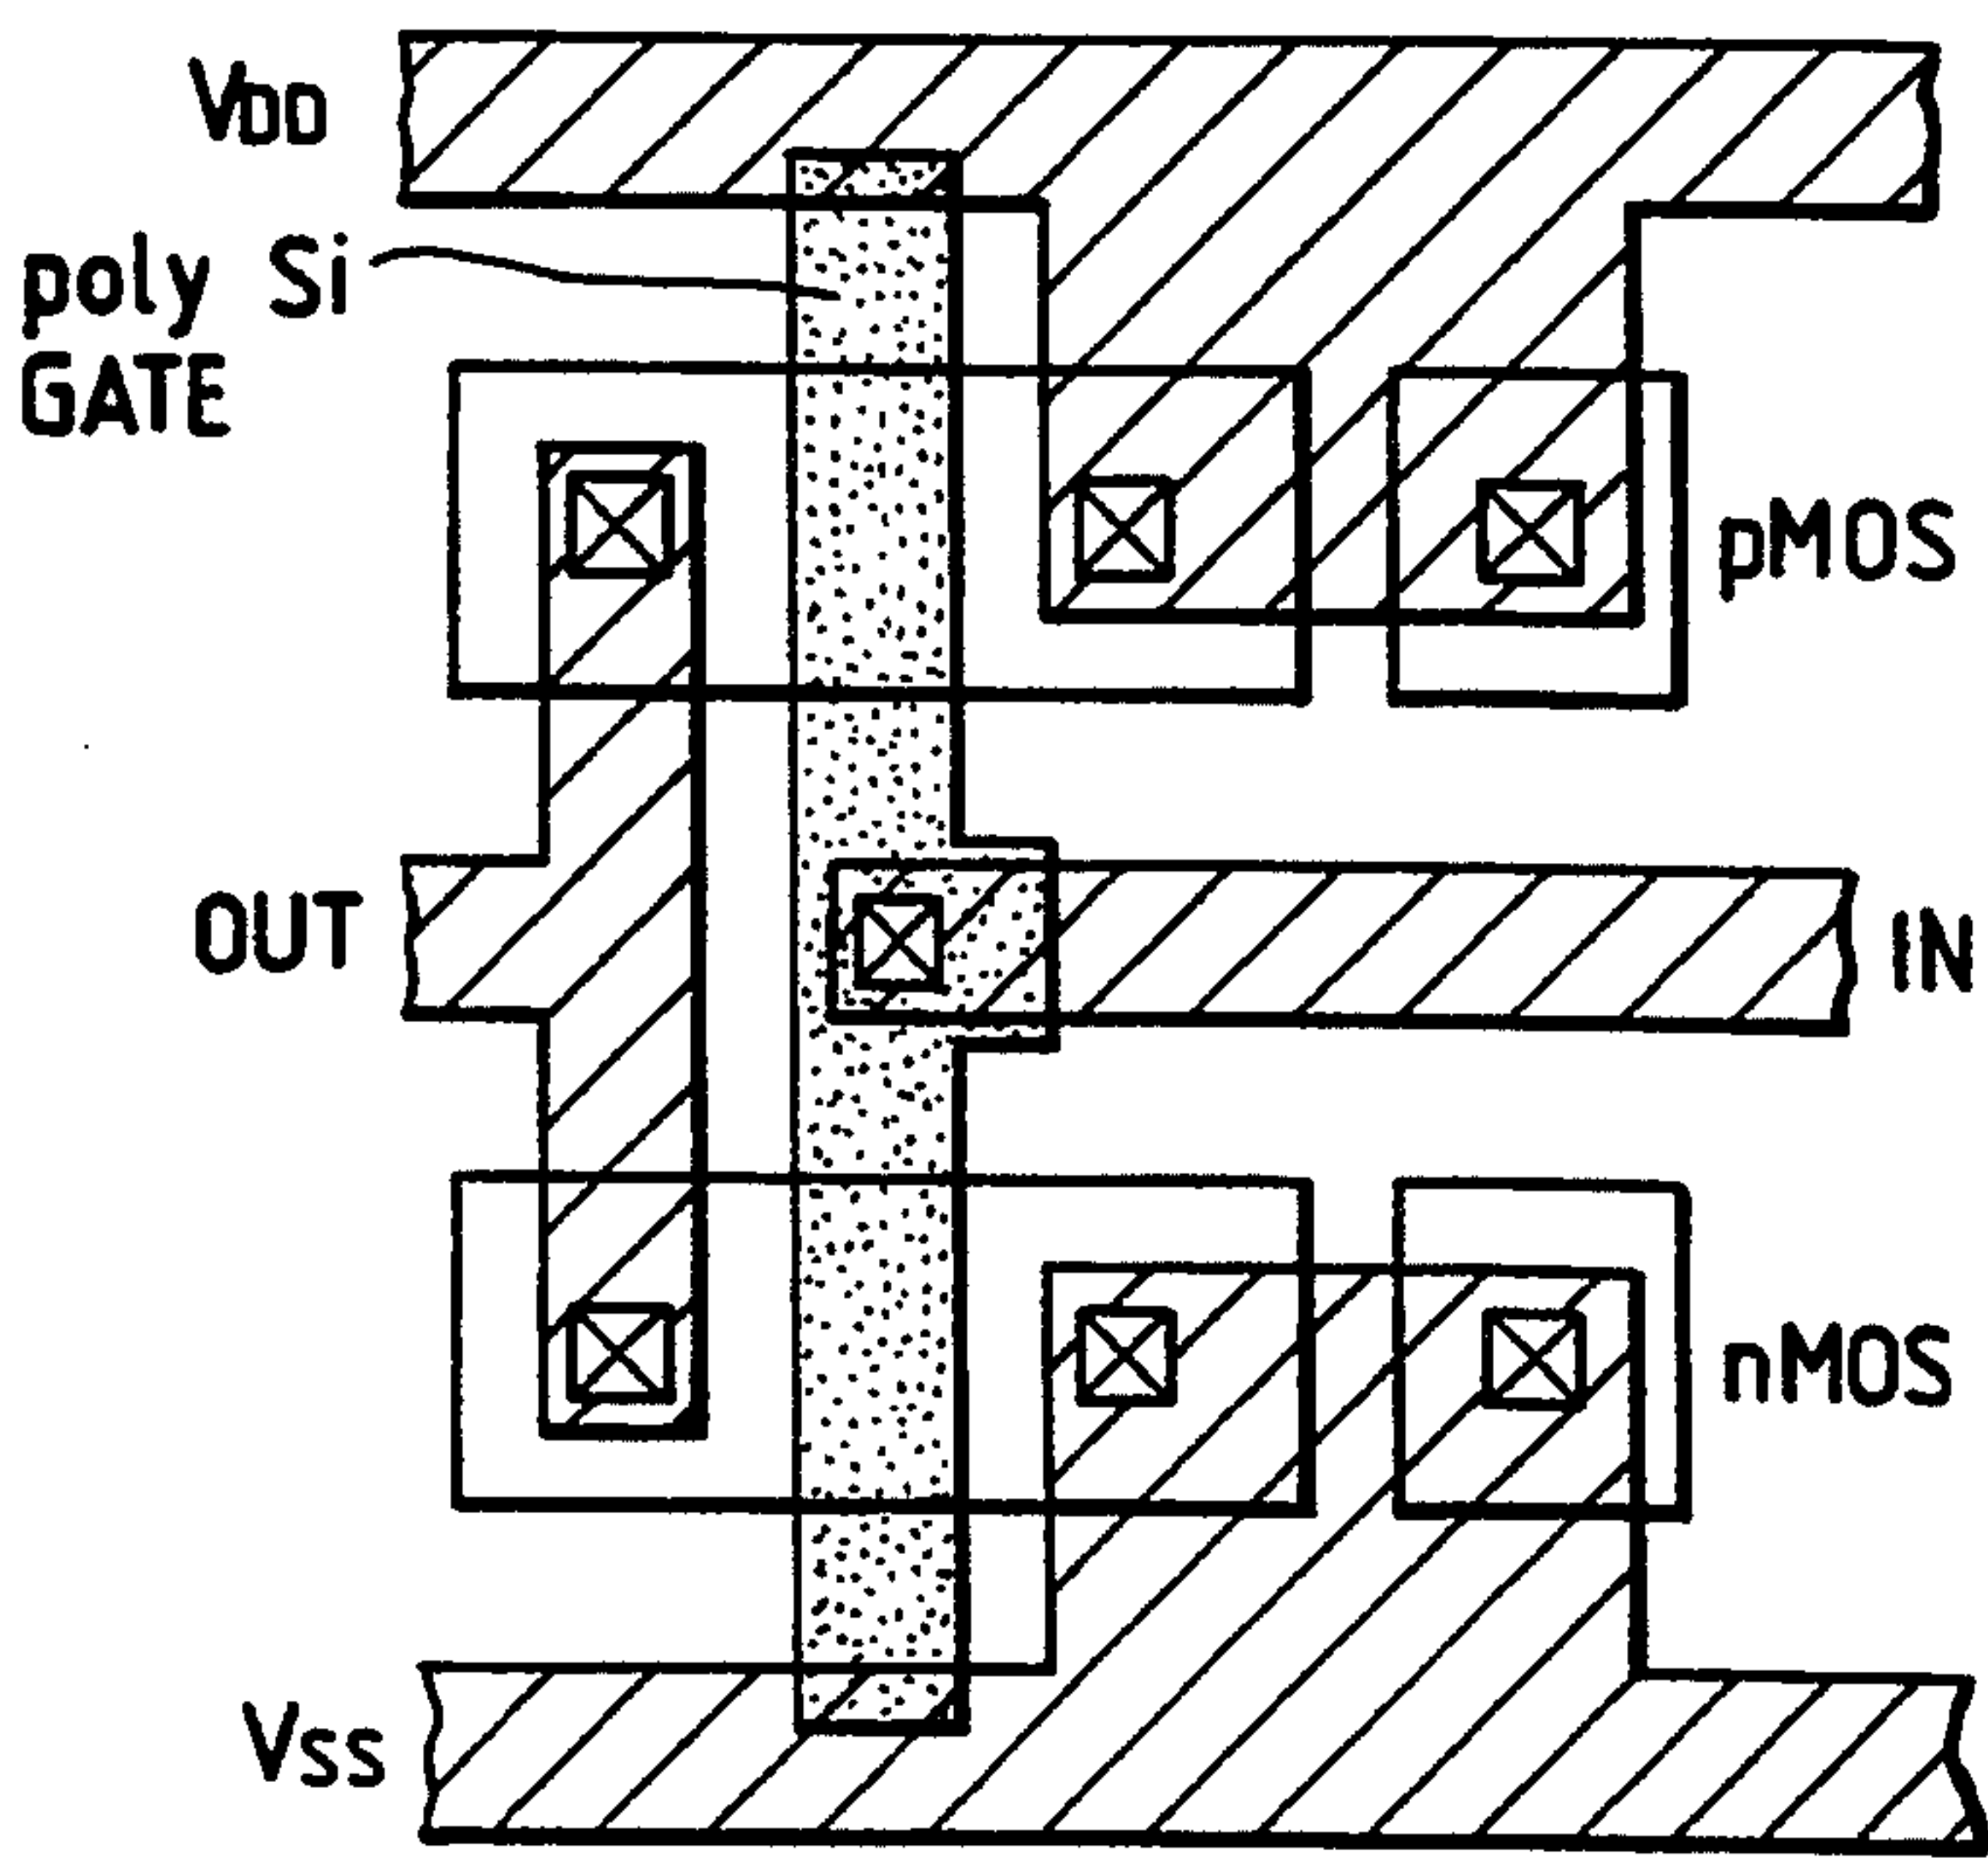 VDD
poly Si
GATE
pMOS
OUT
IN
nMOS
VSS